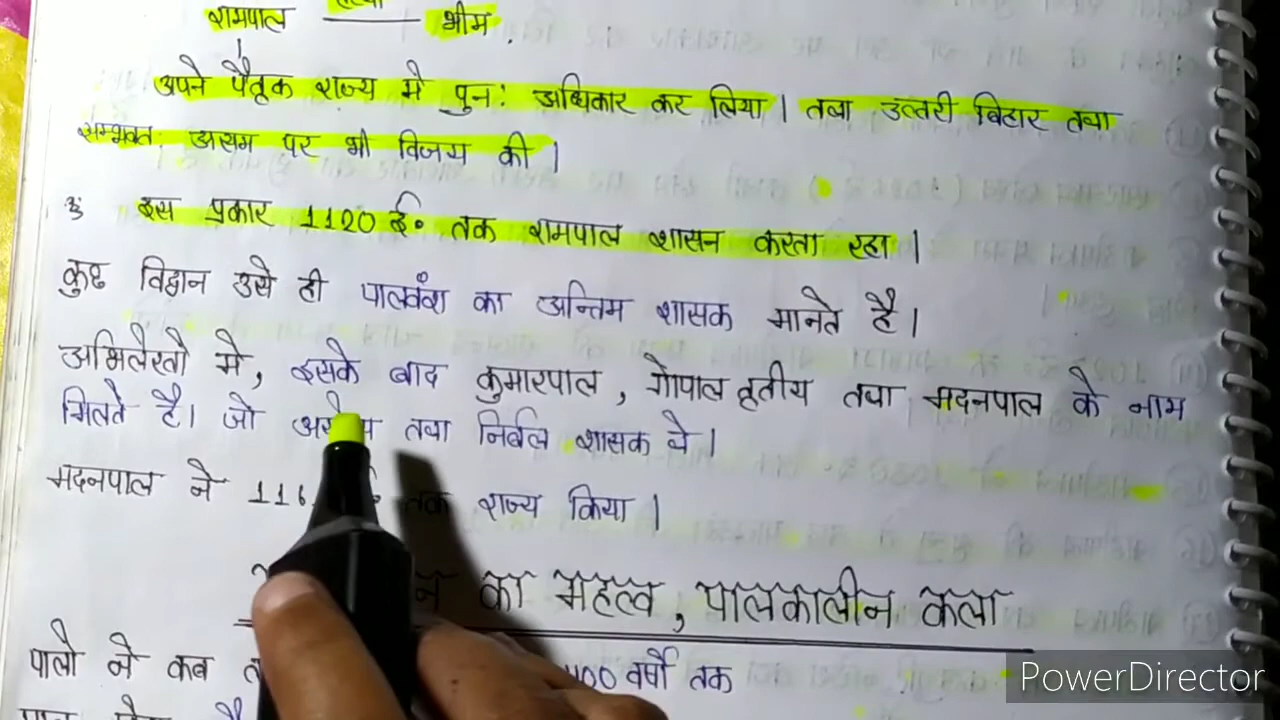 रामपाल भीम .
अपने पैतृक राज्य मे पुनः अधिकार कर लिया। तथा उत्तरी बिहार तथा
सम्भवतः असम पर भी विजय की।
इस प्रकार 1120 ई० तक रामपाल शासन करता रहा।
कुछ विद्वान उसे ही पालवंश का अन्तिम शासक मानते है।
अभिलेखो मे, इसके बाद कुमारपाल, गोपाल तृतीय तथा मदनपाल के नाम
मिलते है। जो तथा निर्बल शासक थे।
मदनपाल ने तक राज्य किया।
का महत्व, पालकालीन कला
पालो ने कब 400 वर्षो तक
PowerDirector